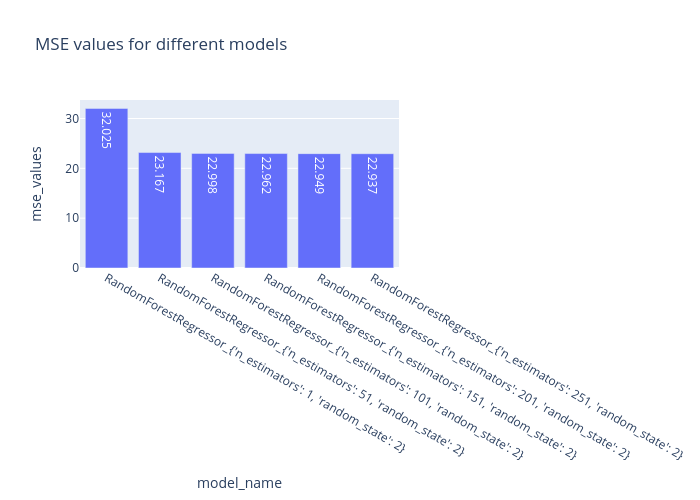 MSE values for different models
mse_values
30
20
10
0
32.025
23.167
22.998
22.962
22.949
22.937
RandomForestRegressor_{'n_estimators': 1, 'random_state': 2}
RandomForestRegressor_{'n_estimators': 51, 'random_state': 2}
RandomForestRegressor_{'n_estimators': 101, 'random_state': 2}
RandomForestRegressor_{'n_estimators': 151, 'random_state': 2}
RandomForestRegressor_{'n_estimators': 201, 'random_state': 2}
RandomForestRegressor_{'n_estimators': 251, 'random_state': 2}
model_name